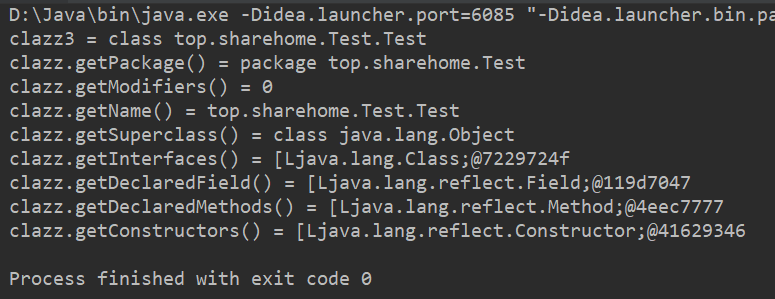 D:\Java\bin\java.exe -Didea.launcher.port=6085 "-Didea.launcher.bin.pa
clazz3 = class top.sharehome.Test.Test
clazz.getPackage() = package top.sharehome.Test
clazz.getModifiers() = 0
clazz.getName() = top.sharehome.Test.Test
clazz.getSuperclass() = class java.lang.Object
clazz.getInterfaces() = [Ljava.lang.Class;@7229724f
clazz.getDeclaredField() = [Ljava.lang.reflect.Field;@119d7047
clazz.getDeclaredMethods() = [Ljava.lang.reflect.Method;@4eec7777
clazz.getConstructors() = [Ljava.lang.reflect.Constructor;@41629346
Process finished with exit code 0